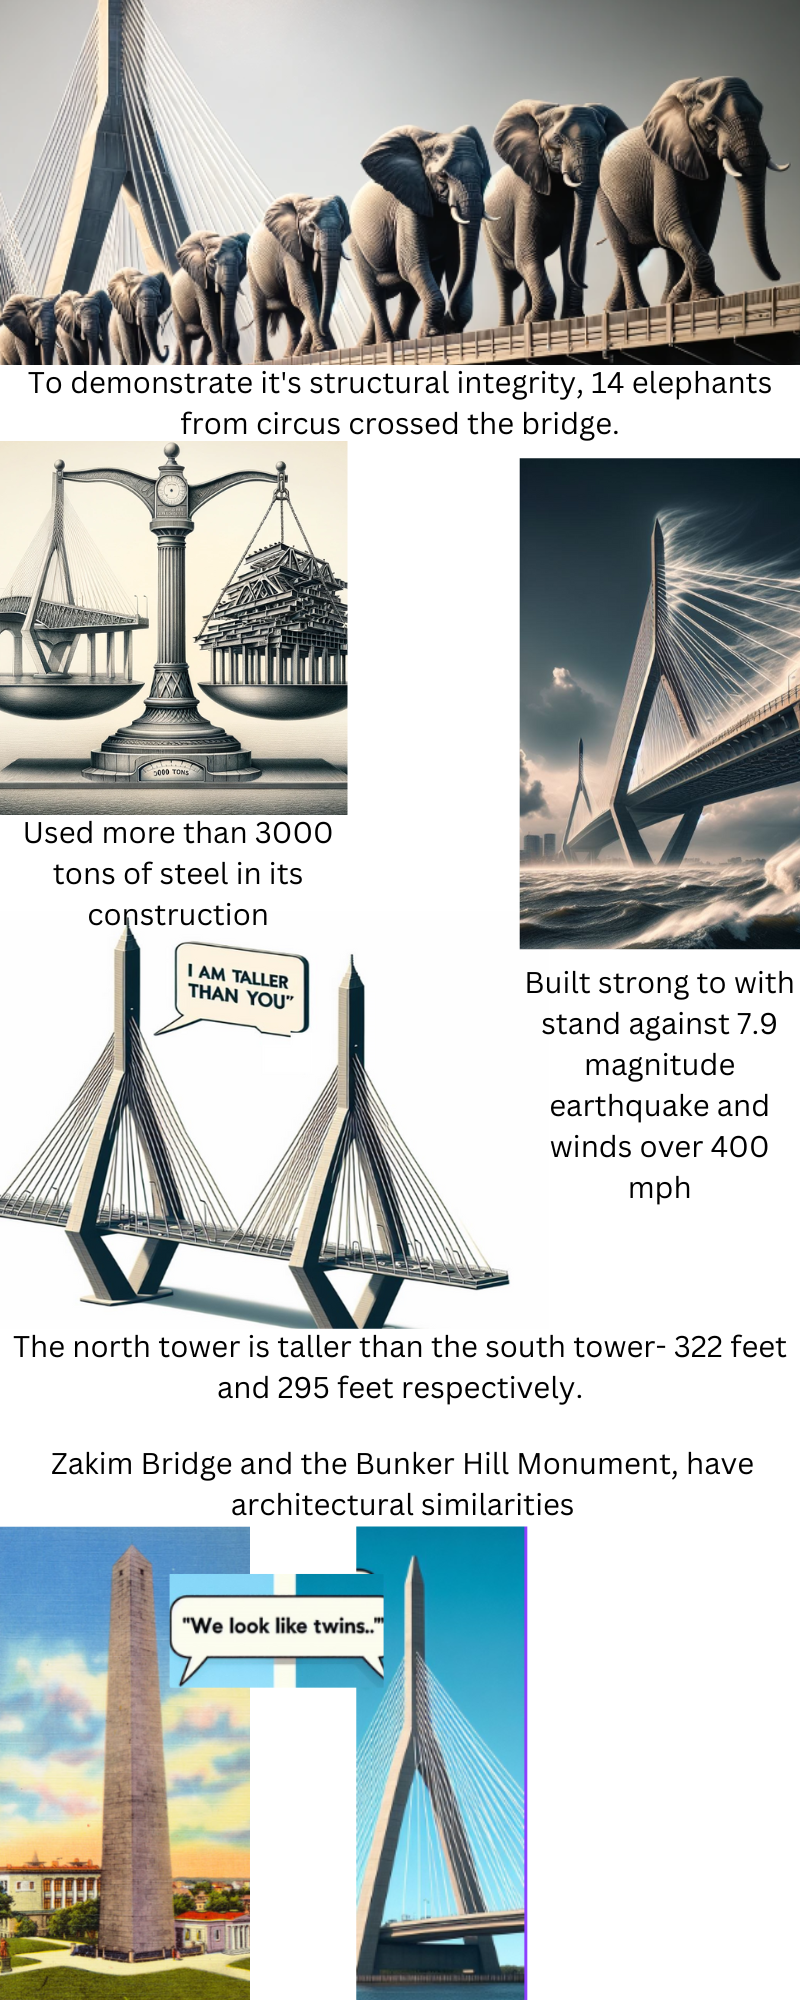 To demonstrate it's structural integrity, 14 elephants
from circus crossed the bridge.
3000 TONS
Used more than 3000
tons of steel in its
construction
I AM TALLER
THAN YOU"
Built strong to with
stand against 7.9
magnitude
earthquake and
winds over 400
mph
The north tower is taller than the south tower- 322 feet
and 295 feet respectively.
Zakim Bridge and the Bunker Hill Monument, have
architectural similarities
"We look like twins.."